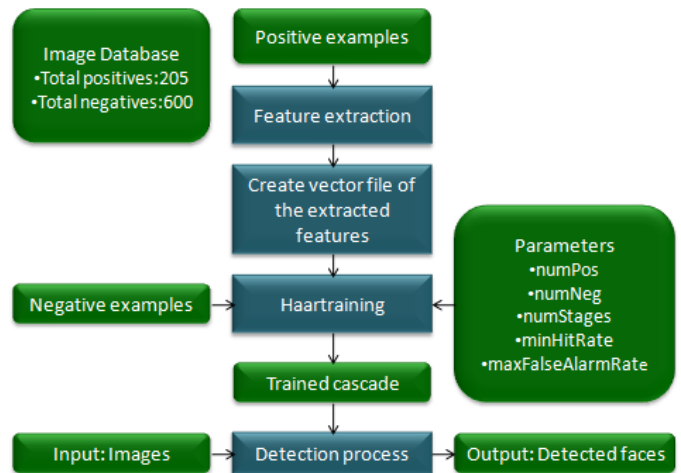 Image Database
•Total positives:205
•Total negatives:600
Positive examples
Feature extraction
Create vector file of
the extracted
features
Parameters
•numPos
•numNeg
•numStages
•minHitRate
•maxFalseAlarmRate
Negative examples
Haartraining
Trained cascade
Input: Images
Detection process
Output: Detected faces